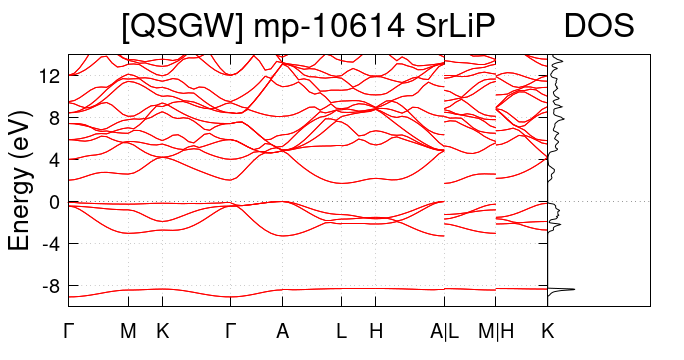 [QSGW] mp-10614 SrLiP DOS
Energy (eV)
12
8
4
0
-4
-8
Γ M K Γ A L H A|L M|H K